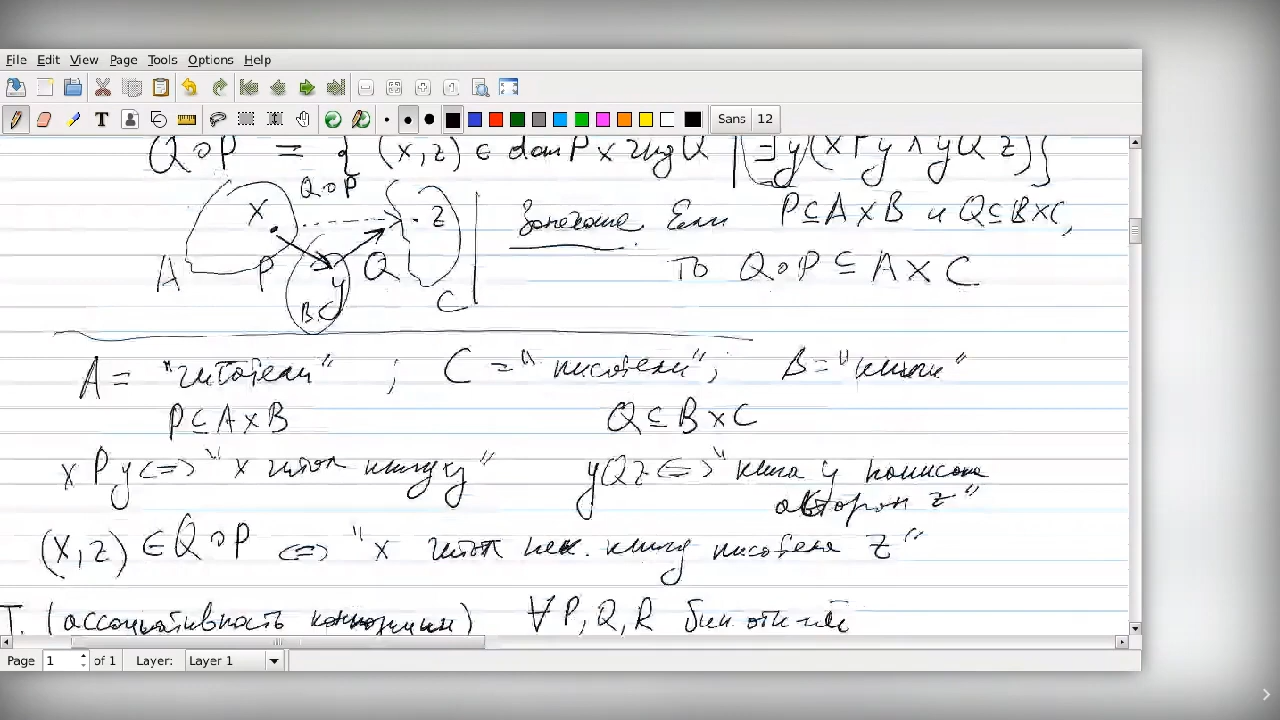 File Edit View Page Tools Options Help
Sans 12
Q∘P = { (x,z) ∈ dom P x rng Q | ∃y(xPy ∧ yQz)}
Q∘P
x z Замечание Если P⊆A×B и Q⊆B×C,
A P y Q C то Q∘P ⊆ A×C
B
A = "читатели" ; C = "писатели"; B = "книги"
P⊆A×B Q⊆B×C
xPy <=> "x читал книгу y" yQz <=> "книга y написана
автором z"
(x,z) ∈ Q∘P <=> "x читал нек. книгу писателя z"
Т. (ассоциативность композиции) ∀P,Q,R бин отн-ий
Page 1 of 1 Layer: Layer 1